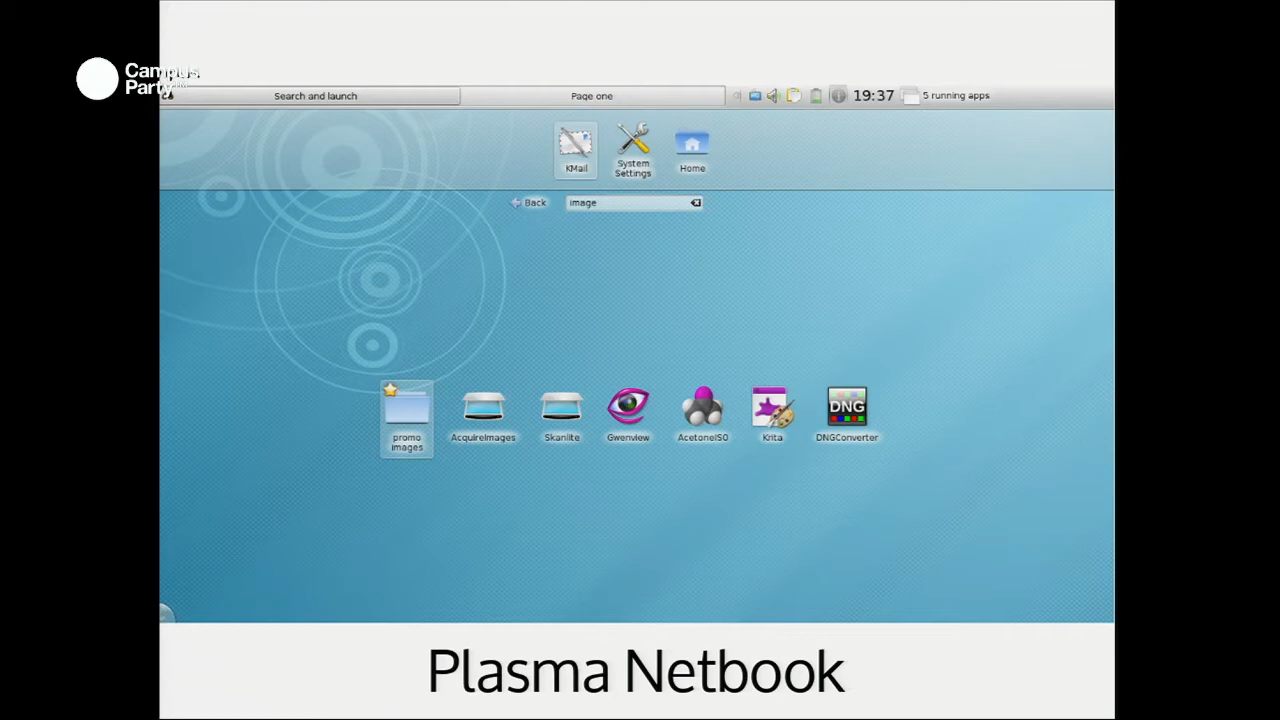 Campus
Party
Search and launch
Page one
19:37
5 running apps
KMail
System
Settings
Home
Back
image
promo
images
AcquireImages
Skanlite
Gwenview
AcetoneISO
Krita
DNG
DNGConverter
Plasma Netbook